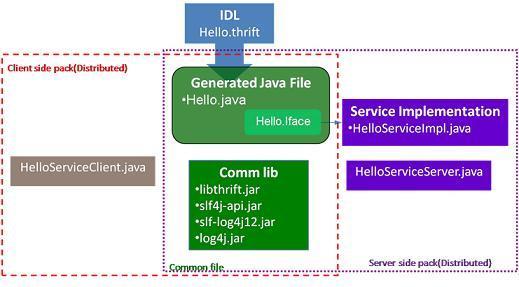 IDL
Hello.thrift
Client side pack(Distributed)
Generated Java File
•Hello.java
Hello.Iface
Service Implementation
•HelloServiceImpl.java
HelloServiceClient.java
Comm lib
•libthrift.jar
•slf4j-api.jar
•slf-log4j12.jar
•log4j.jar
HelloServiceServer.java
Common file
Server side pack(Distributed)